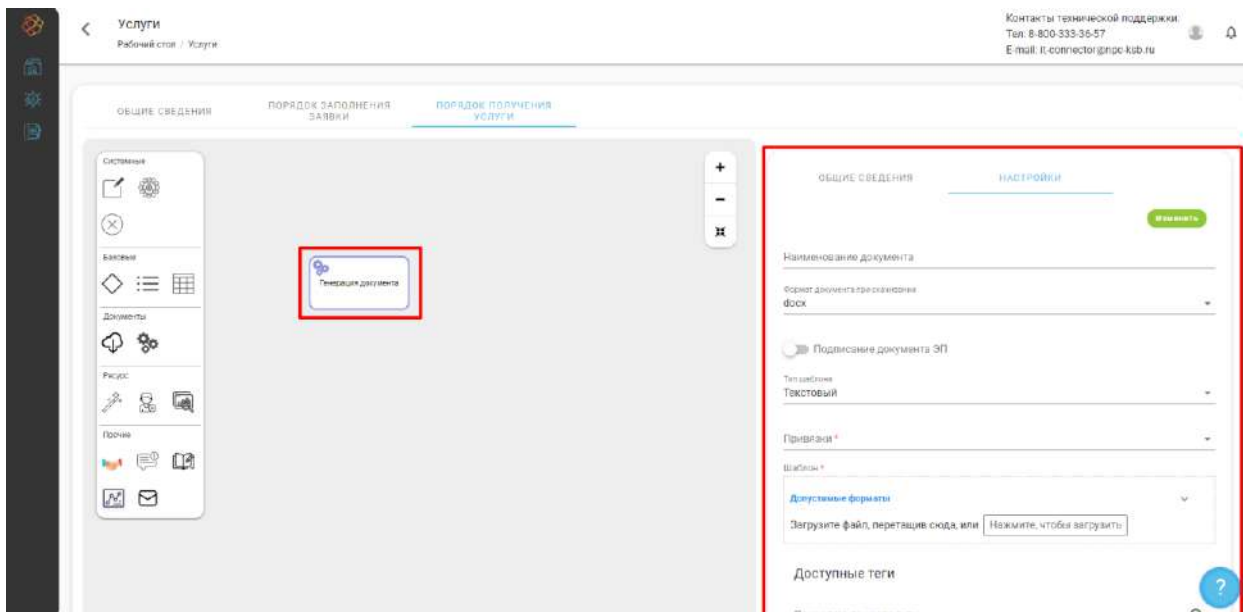 Услуги
Рабочий стол / Услуги
Контакты технической поддержки:
Тел: 8-800-333-36-57
E-mail: it-connector@npc-ksb.ru
ОБЩИЕ СВЕДЕНИЯ
ПОРЯДОК ЗАПОЛНЕНИЯ
ЗАЯВКИ
ПОРЯДОК ПОЛУЧЕНИЯ
УСЛУГИ
Системные
Базовые
Документы
Ресурс
Прочие
Генерация документа
ОБЩИЕ СВЕДЕНИЯ
НАСТРОЙКИ
Изменить
Наименование документа
Формат документа при скачивании
docx
Подписание документа ЭП
Тип шаблона
Текстовый
Привязки *
Шаблон *
Допустимые форматы
Загрузите файл, перетащив сюда, или
Нажмите, чтобы загрузить
Доступные теги
?